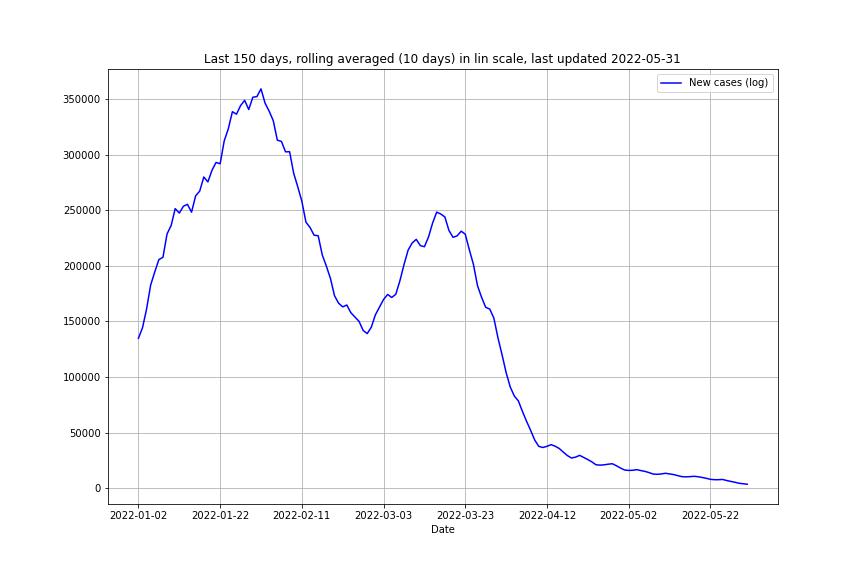 Last 150 days, rolling averaged (10 days) in lin scale, last updated 2022-05-31
New cases (log)
350000
300000
250000
200000
150000
100000
50000
0
2022-01-02 2022-01-22 2022-02-11 2022-03-03 2022-03-23 2022-04-12 2022-05-02 2022-05-22
Date